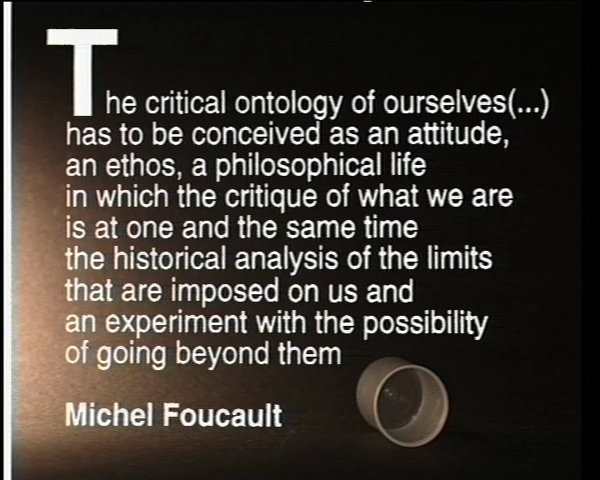 The critical ontology of ourselves(...)
has to be conceived as an attitude,
an ethos, a philosophical life
in which the critique of what we are
is at one and the same time
the historical analysis of the limits
that are imposed on us and
an experiment with the possibility
of going beyond them
Michel Foucault